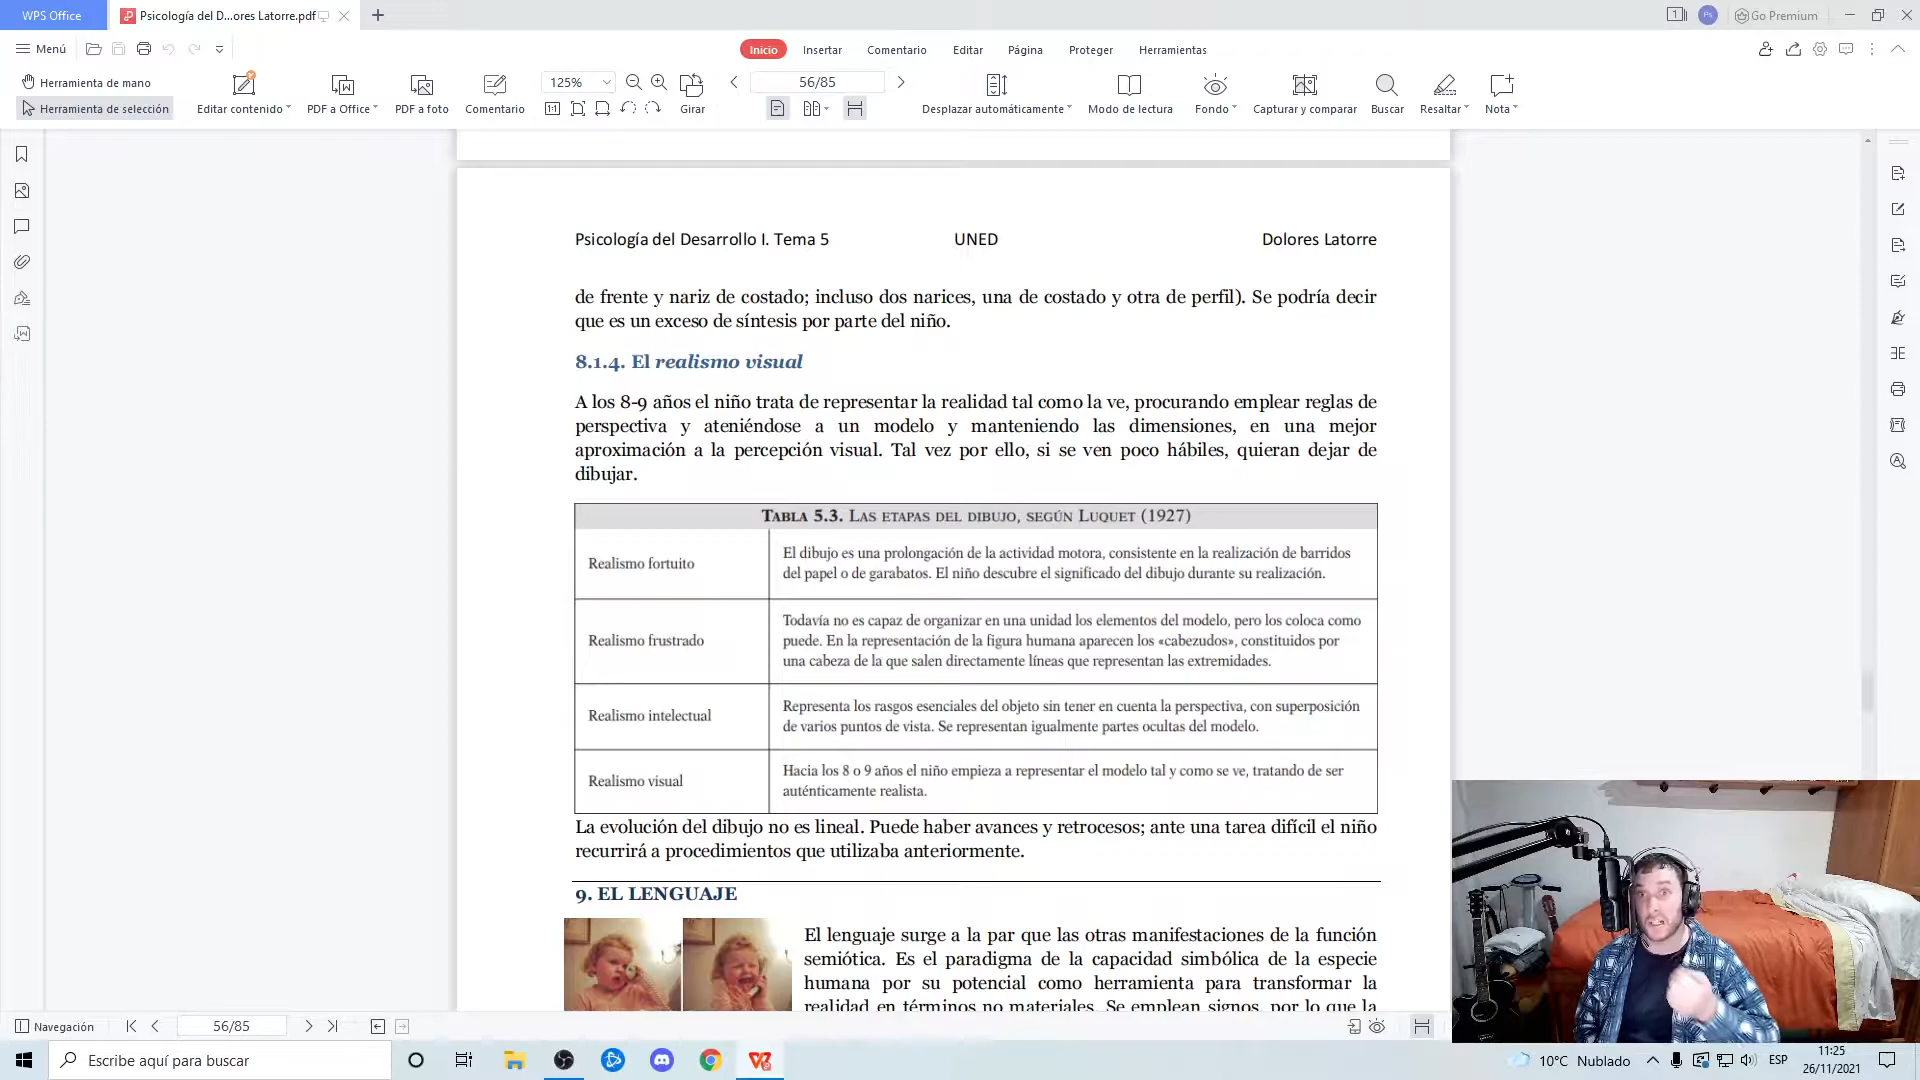 WPS Office
Psicología del D...ores Latorre.pdf
Go Premium
Menú
Inicio
Insertar
Comentario
Editar
Página
Proteger
Herramientas
Herramienta de mano
Herramienta de selección
Editar contenido
PDF a Office
PDF a foto
Comentario
125%
Girar
56/85
Desplazar automáticamente
Modo de lectura
Fondo
Capturar y comparar
Buscar
Resaltar
Nota
Psicología del Desarrollo I. Tema 5 UNED Dolores Latorre
de frente y nariz de costado; incluso dos narices, una de costado y otra de perfil). Se podría decir
que es un exceso de síntesis por parte del niño.
8.1.4. El realismo visual
A los 8-9 años el niño trata de representar la realidad tal como la ve, procurando emplear reglas de
perspectiva y ateniéndose a un modelo y manteniendo las dimensiones, en una mejor
aproximación a la percepción visual. Tal vez por ello, si se ven poco hábiles, quieran dejar de
dibujar.
TABLA 5.3. LAS ETAPAS DEL DIBUJO, SEGÚN LUQUET (1927)
Realismo fortuito
El dibujo es una prolongación de la actividad motora, consistente en la realización de barridos
del papel o de garabatos. El niño descubre el significado del dibujo durante su realización.
Realismo frustrado
Todavía no es capaz de organizar en una unidad los elementos del modelo, pero los coloca como
puede. En la representación de la figura humana aparecen los «cabezudos», constituidos por
una cabeza de la que salen directamente líneas que representan las extremidades.
Realismo intelectual
Representa los rasgos esenciales del objeto sin tener en cuenta la perspectiva, con superposición
de varios puntos de vista. Se representan igualmente partes ocultas del modelo.
Realismo visual
Hacia los 8 o 9 años el niño empieza a representar el modelo tal y como se ve, tratando de ser
auténticamente realista.
La evolución del dibujo no es lineal. Puede haber avances y retrocesos; ante una tarea difícil el niño
recurrirá a procedimientos que utilizaba anteriormente.
9. EL LENGUAJE
El lenguaje surge a la par que las otras manifestaciones de la función
semiótica. Es el paradigma de la capacidad simbólica de la especie
humana por su potencial como herramienta para transformar la
realidad en términos no materiales. Se emplean signos, por lo que la
Navegación
56/85
Escribe aquí para buscar
10°C Nublado
ESP
11:25
26/11/2021